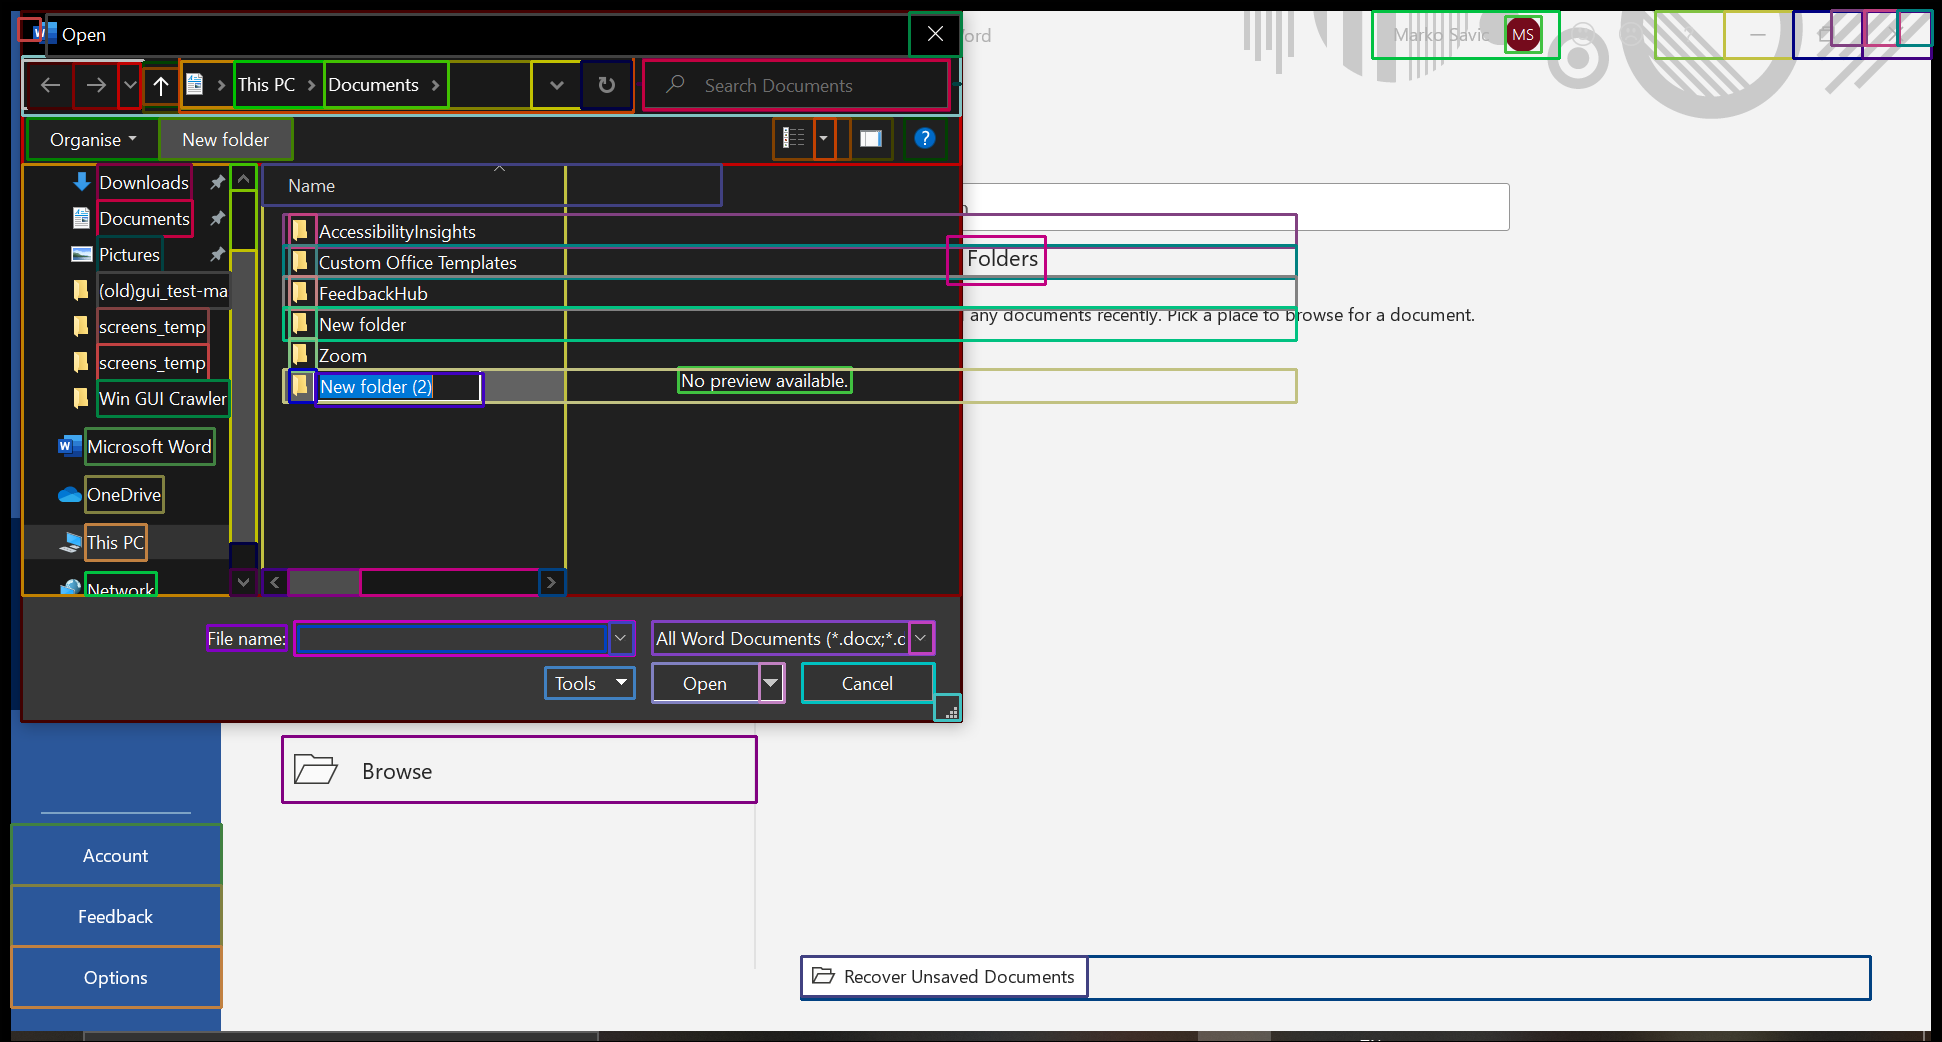 Open
Word
Marko Savic
MS
This PC
Documents
Search Documents
Organise
New folder
?
Downloads
Documents
Pictures
(old)gui_test-ma
screens_temp
screens_temp
Win GUI Crawler
Microsoft Word
OneDrive
This PC
Network
Name
AccessibilityInsights
Custom Office Templates
FeedbackHub
New folder
Zoom
New folder (2)
No preview available.
Folders
any documents recently. Pick a place to browse for a document.
File name:
All Word Documents (*.docx;*.d
Tools
Open
Cancel
Browse
Account
Feedback
Options
Recover Unsaved Documents